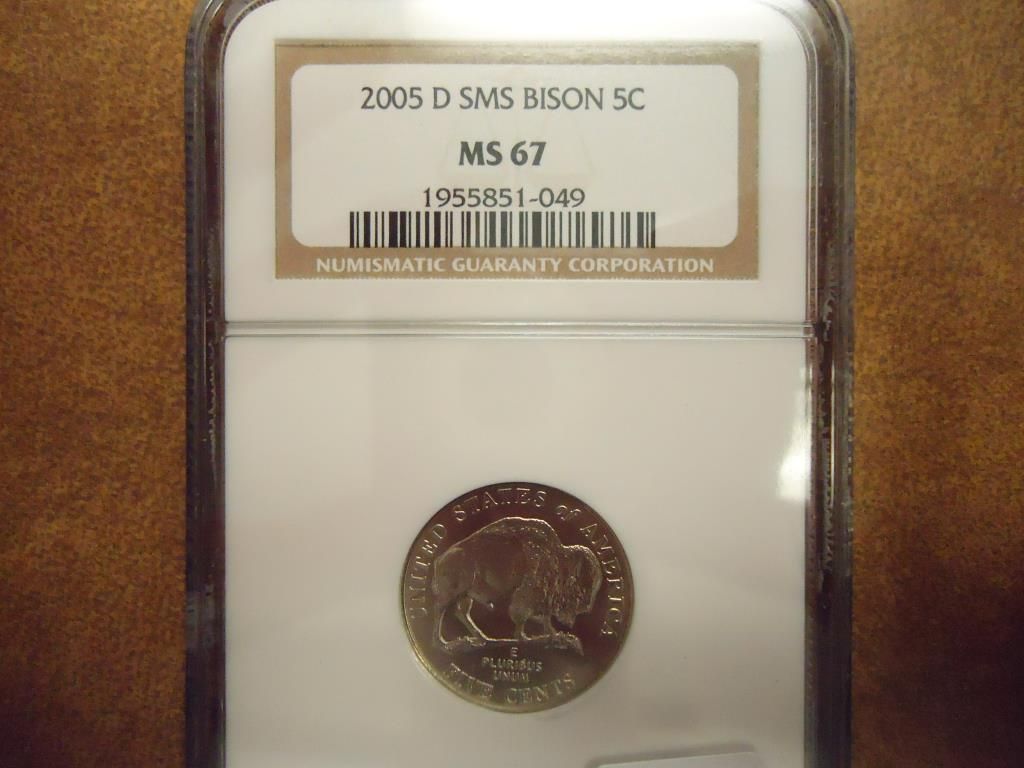 2005 D SMS BISON 5C
MS 67
1955851-049
NUMISMATIC GUARANTY CORPORATION
UNITED STATES of AMERICA
E
PLURIBUS
UNUM
FIVE CENTS